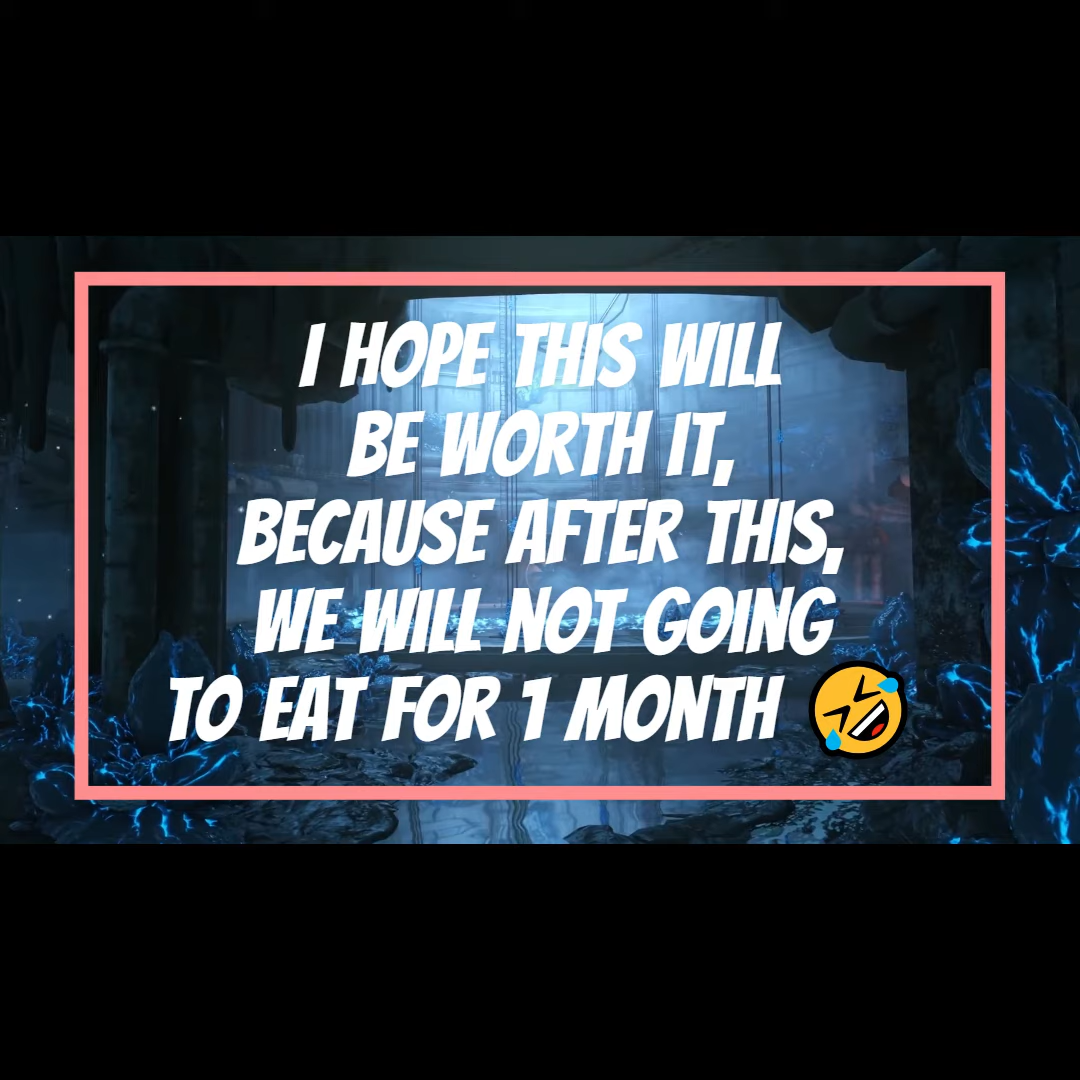 I HOPE THIS WILL
BE WORTH IT,
BECAUSE AFTER THIS,
WE WILL NOT GOING
TO EAT FOR 1 MONTH 🤣